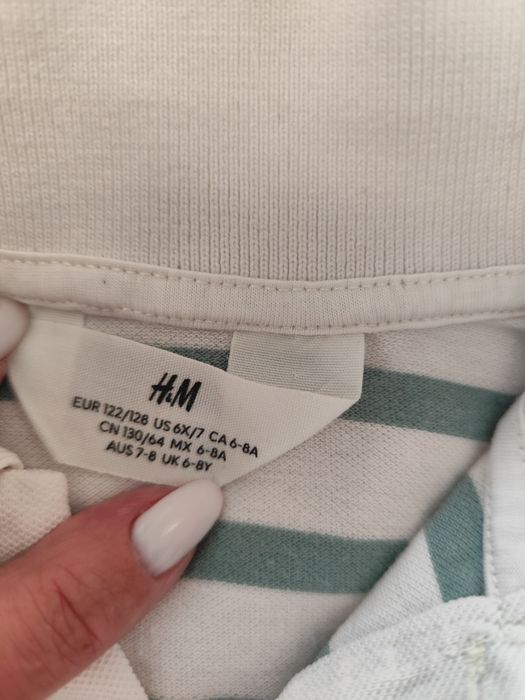 H&M
EUR 122/128 US 6X/7 CA 6-8A
CN 130/64 MX 6-8A
AUS 7-8 UK 6-8Y